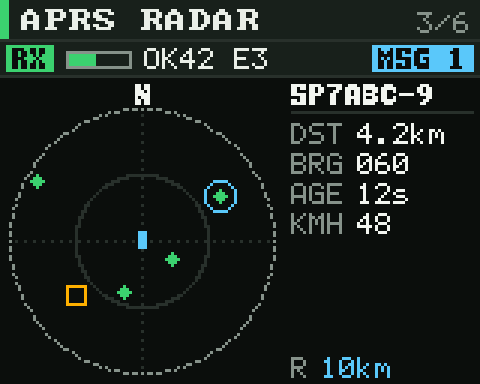 APRS RADAR 3/6
RX OK42 E3 MSG 1
N
SP7ABC-9
DST 4.2km
BRG 060
AGE 12s
KMH 48
R 10km